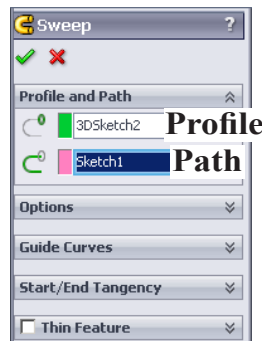 Sweep ?
Profile and Path
3DSketch2 Profile
Sketch1 Path
Options
Guide Curves
Start/End Tangency
Thin Feature